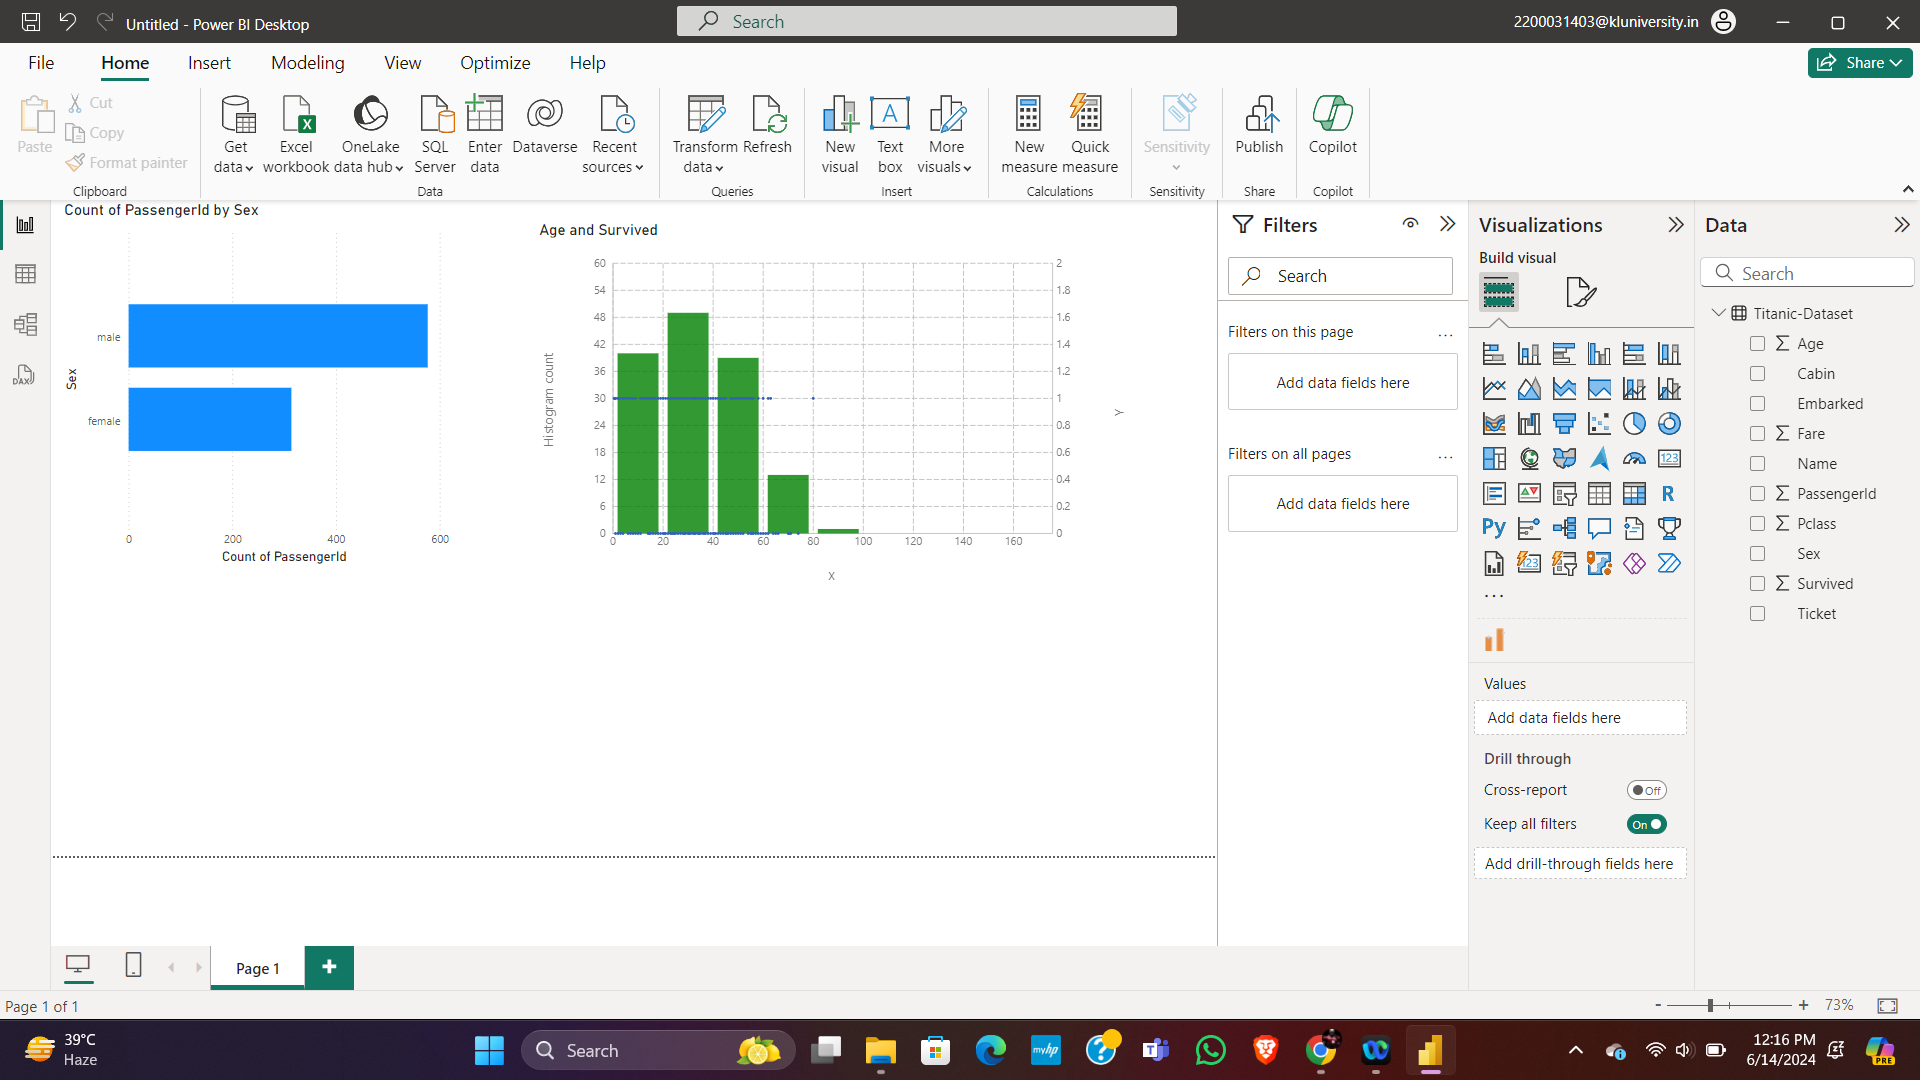 Untitled - Power BI Desktop
Search
2200031403@kluniversity.in
File Home Insert Modeling View Optimize Help
Share
Paste
Cut
Copy
Format painter
Clipboard
Get data
Excel workbook
OneLake data hub
SQL Server
Enter data
Dataverse
Recent sources
Data
Transform data
Refresh
Queries
New visual
Text box
More visuals
Insert
New measure
Quick measure
Calculations
Sensitivity
Sensitivity
Publish
Share
Copilot
Copilot
Count of PassengerId by Sex
Sex
male
female
0 200 400 600
Count of PassengerId
Age and Survived
Histogram count
60
54
48
42
36
30
24
18
12
6
0
0 20 40 60 80 100 120 140 160
X
2
1.8
1.6
1.4
1.2
1
0.8
0.6
0.4
0.2
0
Y
Filters
Search
Filters on this page
...
Add data fields here
Filters on all pages
...
Add data fields here
Visualizations
Build visual
123
R
Py
123
...
Values
Add data fields here
Drill through
Cross-report
Off
Keep all filters
On
Add drill-through fields here
Data
Search
Titanic-Dataset
Σ Age
Cabin
Embarked
Σ Fare
Name
Σ PassengerId
Σ Pclass
Sex
Σ Survived
Ticket
DAX
A
X
Page 1
+
Page 1 of 1
- + 73%
39°C
Haze
Search
myhp
?
T
12:16 PM
6/14/2024
PRE